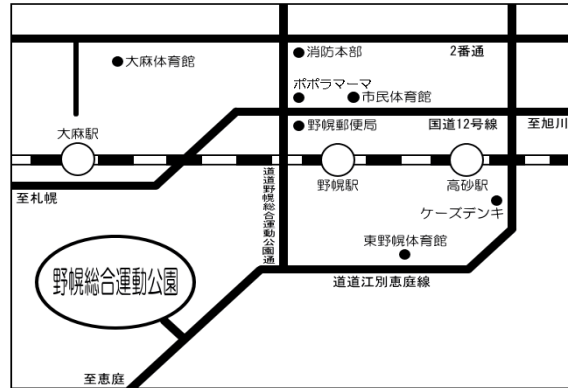 消防本部
2番通
大麻体育館
ポポラマーマ
市民体育館
大麻駅
野幌郵便局
国道12号線
至旭川
至札幌
道道野幌総合運動公園通
野幌駅
高砂駅
ケーズデンキ
東野幌体育館
野幌総合運動公園
道道江別恵庭線
至恵庭